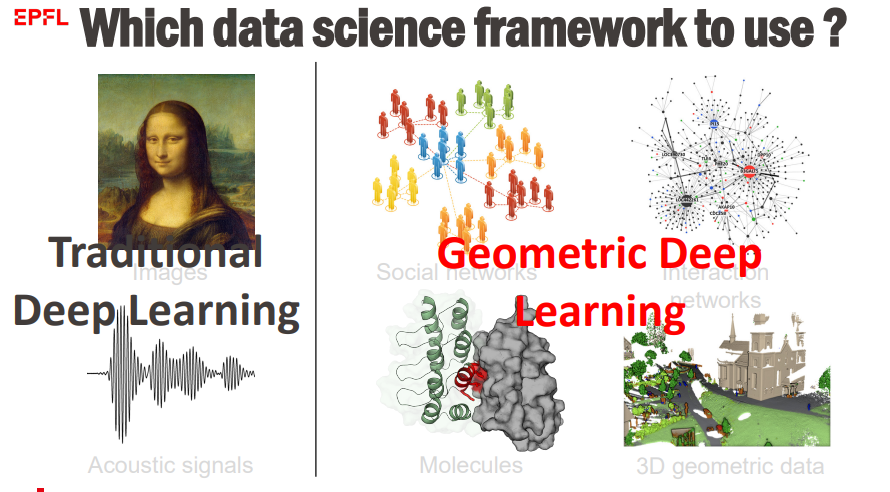 EPFL
Which data science framework to use ?
Traditional
Images
Deep Learning
Acoustic signals
Geometric Deep
Social networks
Interaction
networks
Learning
Molecules
3D geometric data